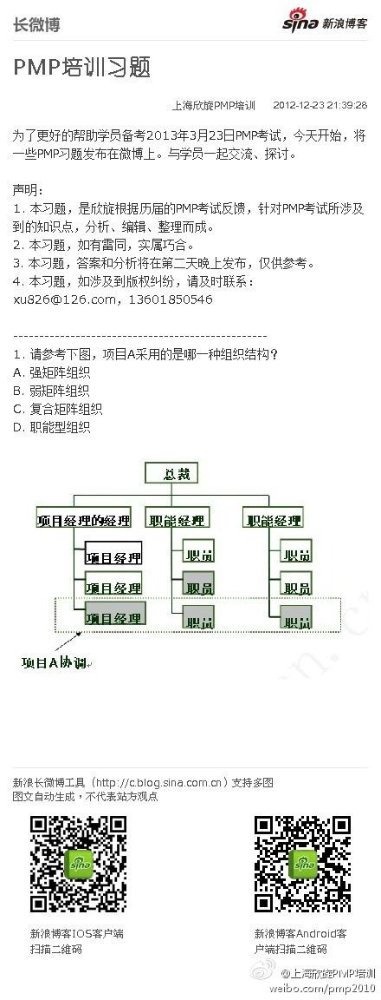 长微博
sina 新浪博客
PMP培训习题
上海欣旋PMP培训 2012-12-23 21:39:28
为了更好的帮助学员备考2013年3月23日PMP考试，今天开始，将
一些PMP习题发布在微博上。与学员一起交流、探讨。
声明：
1. 本习题，是欣旋根据历届的PMP考试反馈，针对PMP考试所涉及
到的知识点，分析、编辑、整理而成。
2. 本习题，如有雷同，实属巧合。
3. 本习题，答案和分析将在第二天晚上发布，仅供参考。
4. 本习题，如涉及到版权纠纷，请及时联系：
xu826@126.com，13601850546
-------------------------------------------------
1. 请参考下图，项目A采用的是哪一种组织结构？
A. 强矩阵组织
B. 弱矩阵组织
C. 复合矩阵组织
D. 职能型组织
总裁
项目经理的经理 职能经理 职能经理
项目经理 职员 职员
项目经理 职员 职员
项目经理 职员 职员
项目A协调
新浪长微博工具（http://c.blog.sina.com.cn）支持多图
图文自动生成，不代表站方观点
sina sina
新浪博客IOS客户端
扫描二维码
新浪博客Android客
户端扫描二维码
@上海欣旋PMP培训
weibo.com/pmp2010